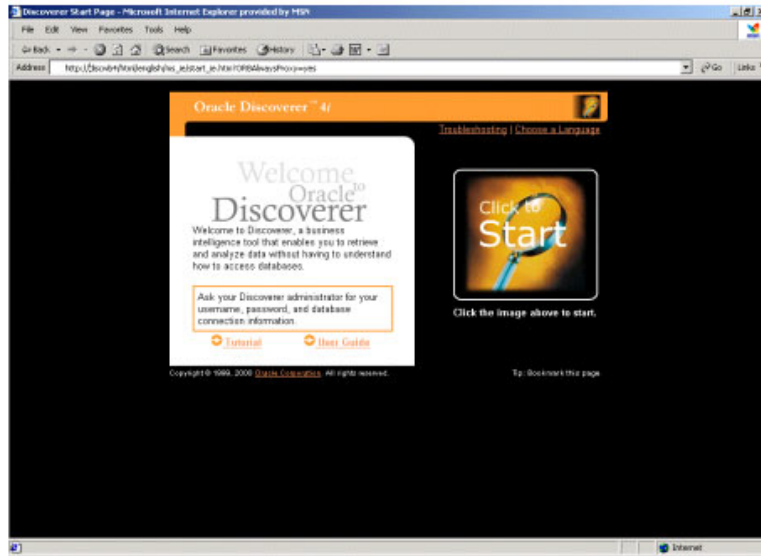 Discoverer Start Page - Microsoft Internet Explorer provided by MSN
File Edit View Favorites Tools Help
Back Search Favorites History
Address Go Links
Oracle Discoverer ™ 4i
Troubleshooting | Choose a Language
Welcome
to
Oracle
Discoverer
Welcome to Discoverer, a business
intelligence tool that enables you to retrieve
and analyze data without having to understand
how to access databases.
Ask your Discoverer administrator for your
username, password, and database
connection information.
Tutorial User Guide
Click to
Start
Click the image above to start.
Copyright © 1999, 2000 Oracle Corporation. All rights reserved.
Tip: Bookmark this page
Internet